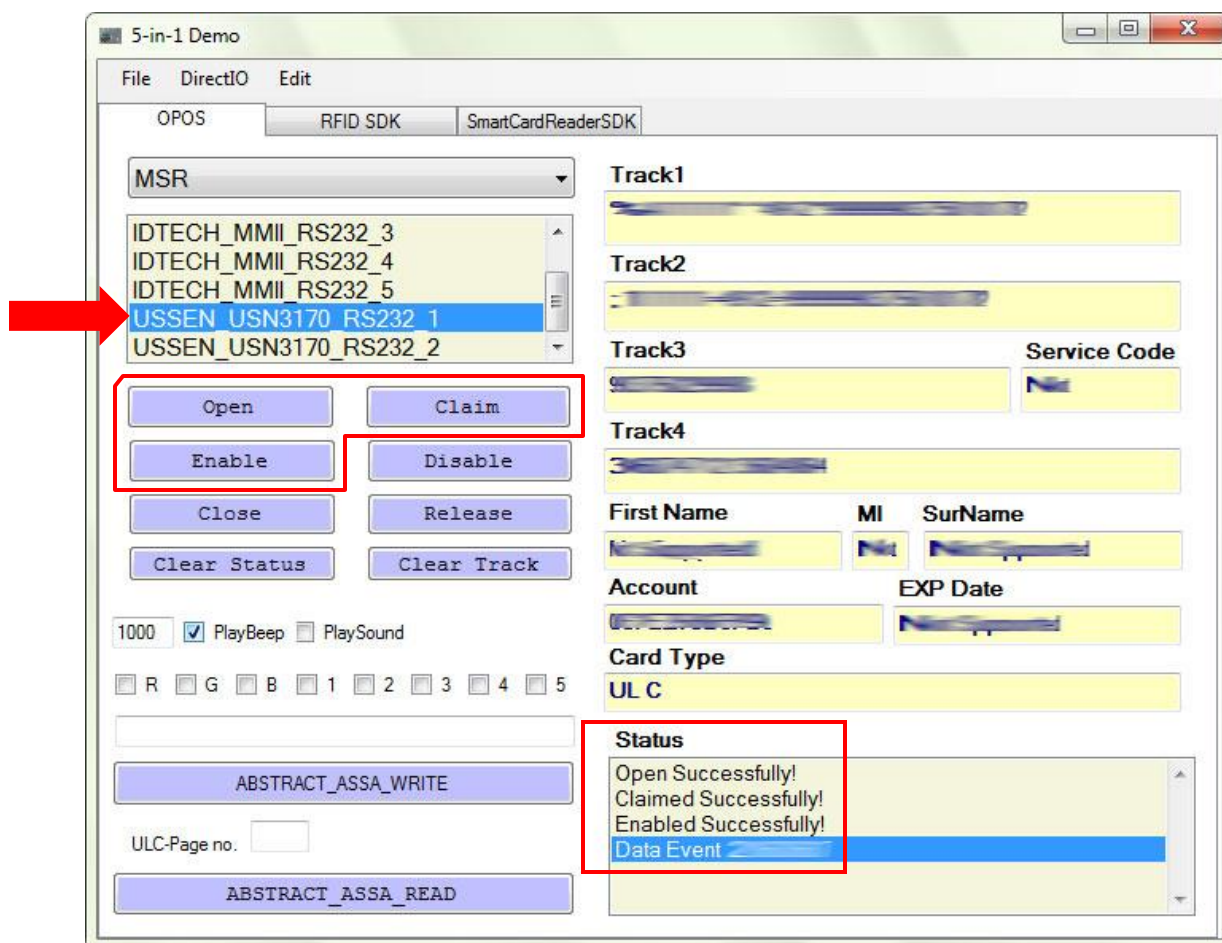 5-in-1 Demo
File DirectIO Edit
OPOS RFID SDK SmartCardReaderSDK
MSR
IDTECH_MMII_RS232_3
IDTECH_MMII_RS232_4
IDTECH_MMII_RS232_5
USSEN_USN3170_RS232_1
USSEN_USN3170_RS232_2
Open Claim
Enable Disable
Close Release
Clear Status Clear Track
1000 PlayBeep PlaySound
R G B 1 2 3 4 5
ABSTRACT_ASSA_WRITE
ULC-Page no.
ABSTRACT_ASSA_READ
Track1
Track2
Track3 Service Code
Track4
First Name MI SurName
Account EXP Date
Card Type
UL C
Status
Open Successfully!
Claimed Successfully!
Enabled Successfully!
Data Event